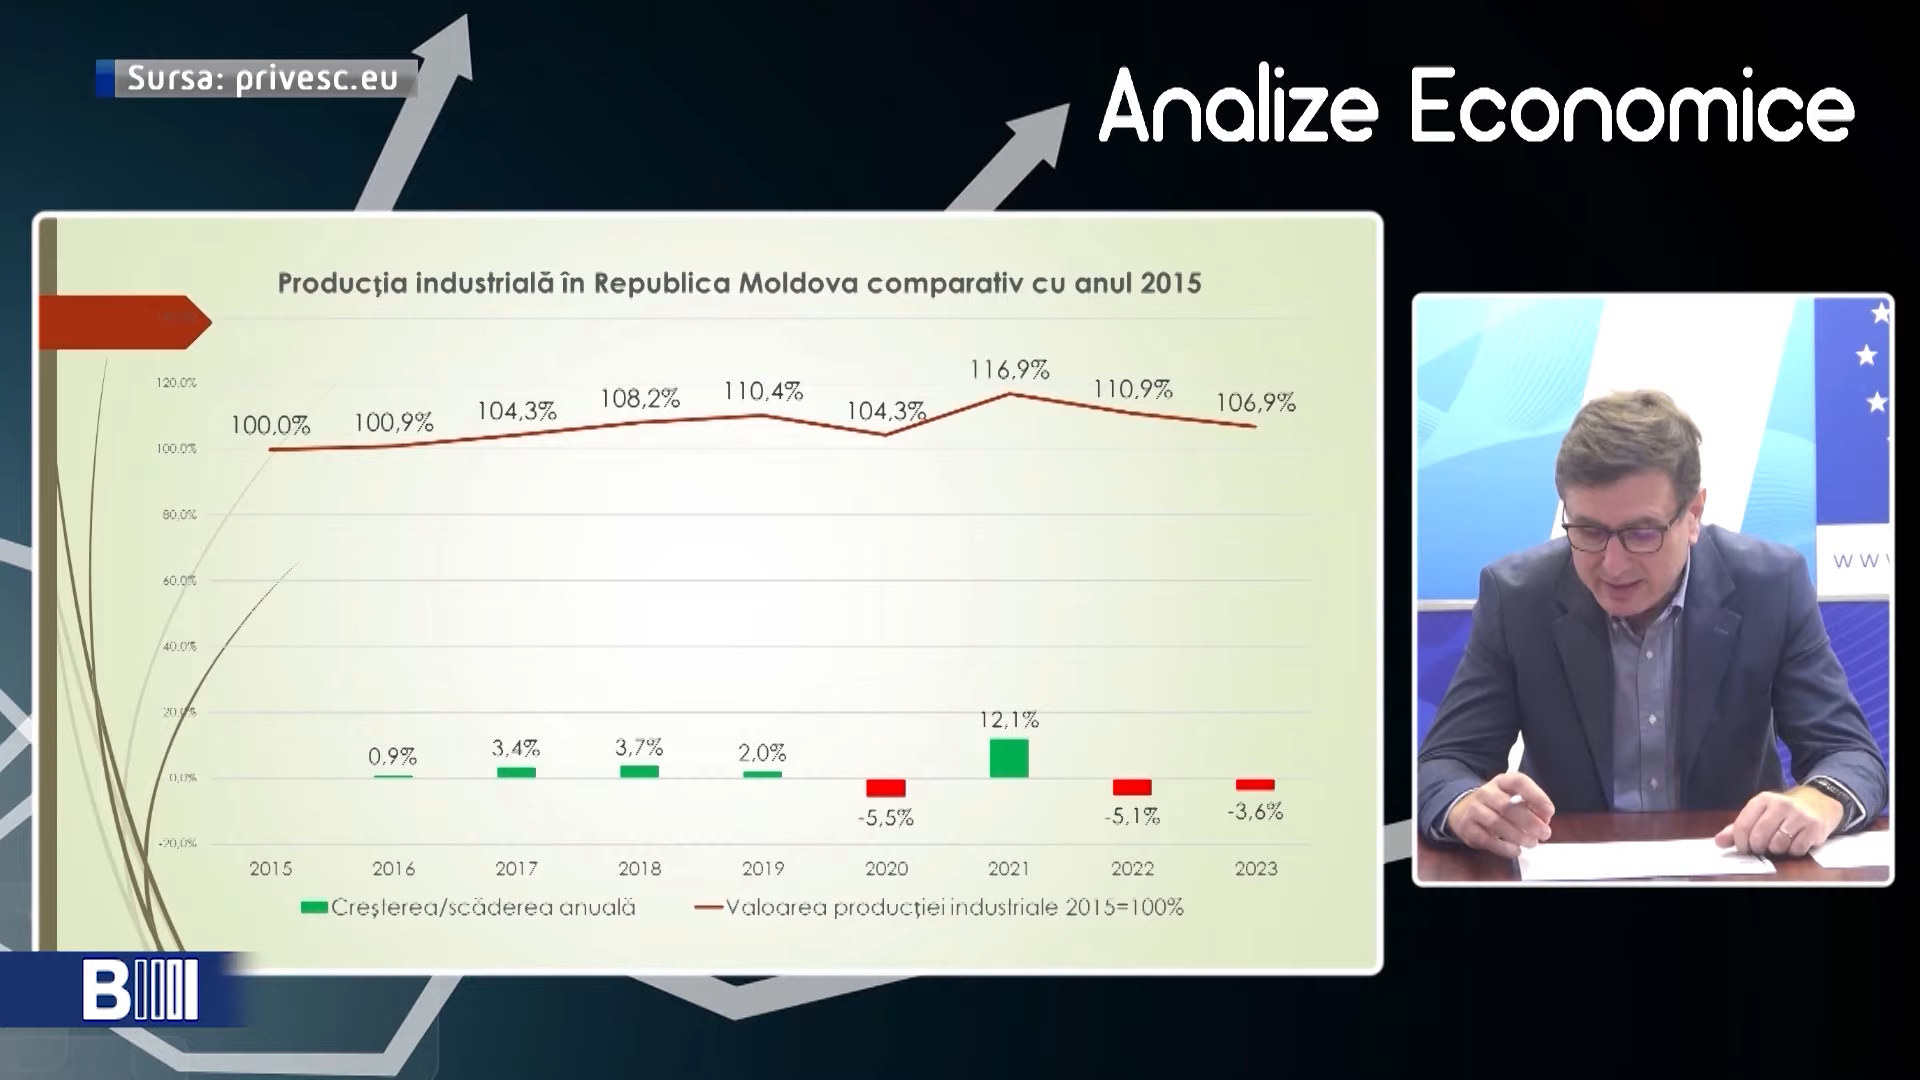 Sursa: privesc.eu
Analize Economice
Producția industrială în Republica Moldova comparativ cu anul 2015
120,0%
100,0%
80,0%
60,0%
40,0%
20,0%
0,0%
-20,0%
100,0% 100,9% 104,3% 108,2% 110,4% 104,3% 116,9% 110,9% 106,9%
0,9% 3,4% 3,7% 2,0% -5,5% 12,1% -5,1% -3,6%
2015 2016 2017 2018 2019 2020 2021 2022 2023
Creșterea/scăderea anuală Valoarea producției industriale 2015=100%
WW
B